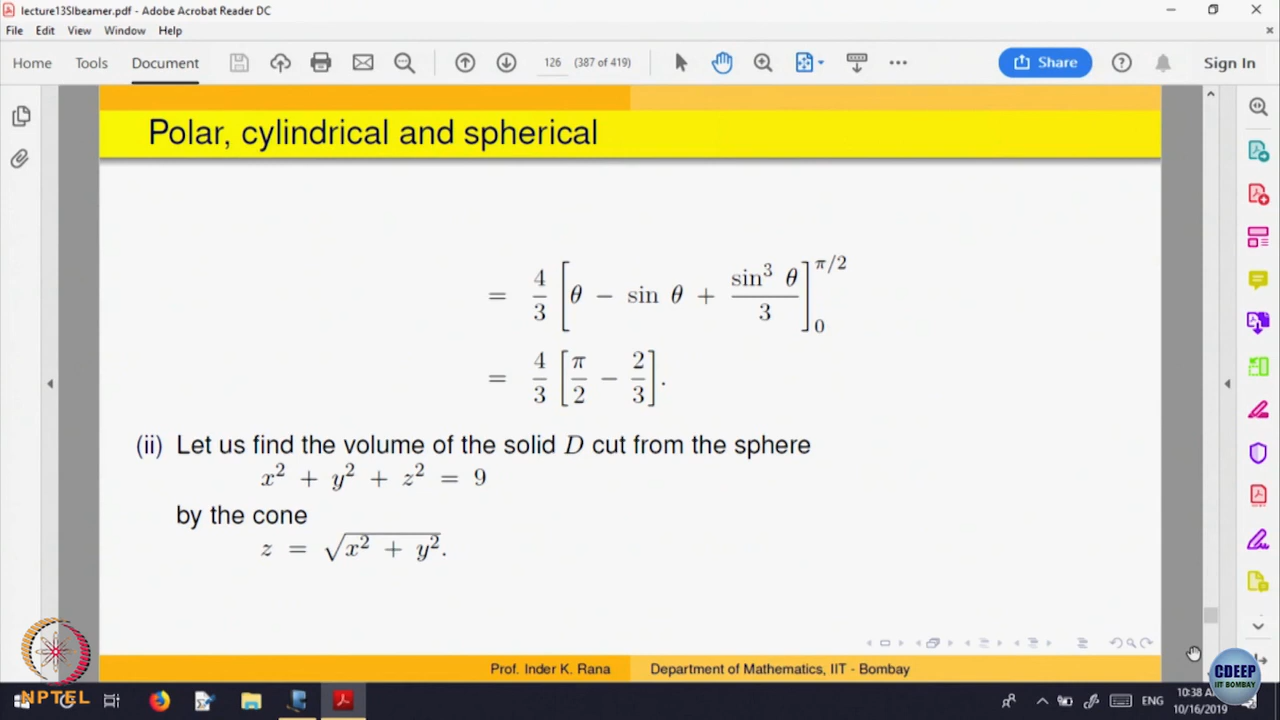 lecture13Slbeamer.pdf - Adobe Acrobat Reader DC
File Edit View Window Help
Home Tools Document 126 (387 of 419) Share Sign In
Polar, cylindrical and spherical
= 4/3 [θ − sin θ + sin³ θ/3]₀^π/2
= 4/3 [π/2 − 2/3].
(ii) Let us find the volume of the solid D cut from the sphere
x² + y² + z² = 9
by the cone
z = √(x² + y²).
Prof. Inder K. Rana Department of Mathematics, IIT - Bombay
NPTEL
CDEEP
IIT BOMBAY
ENG
10:38
10/16/2019